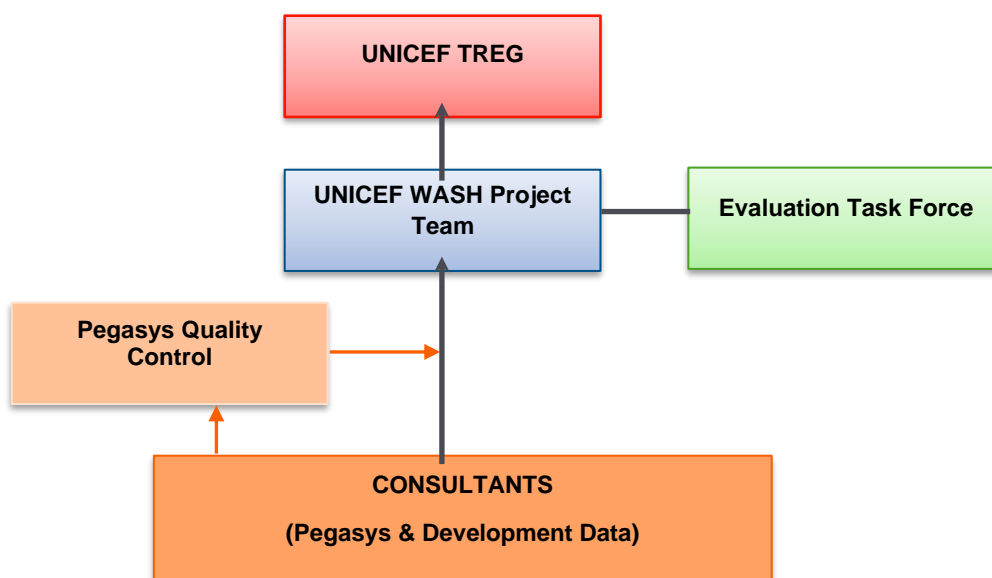 UNICEF TREG
UNICEF WASH Project
Team
Evaluation Task Force
Pegasys Quality
Control
CONSULTANTS
(Pegasys & Development Data)